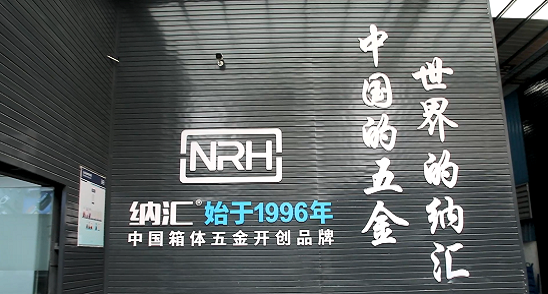 NRH
纳汇® 始于1996年
中国箱体五金开创品牌
中国的五金
世界的纳汇